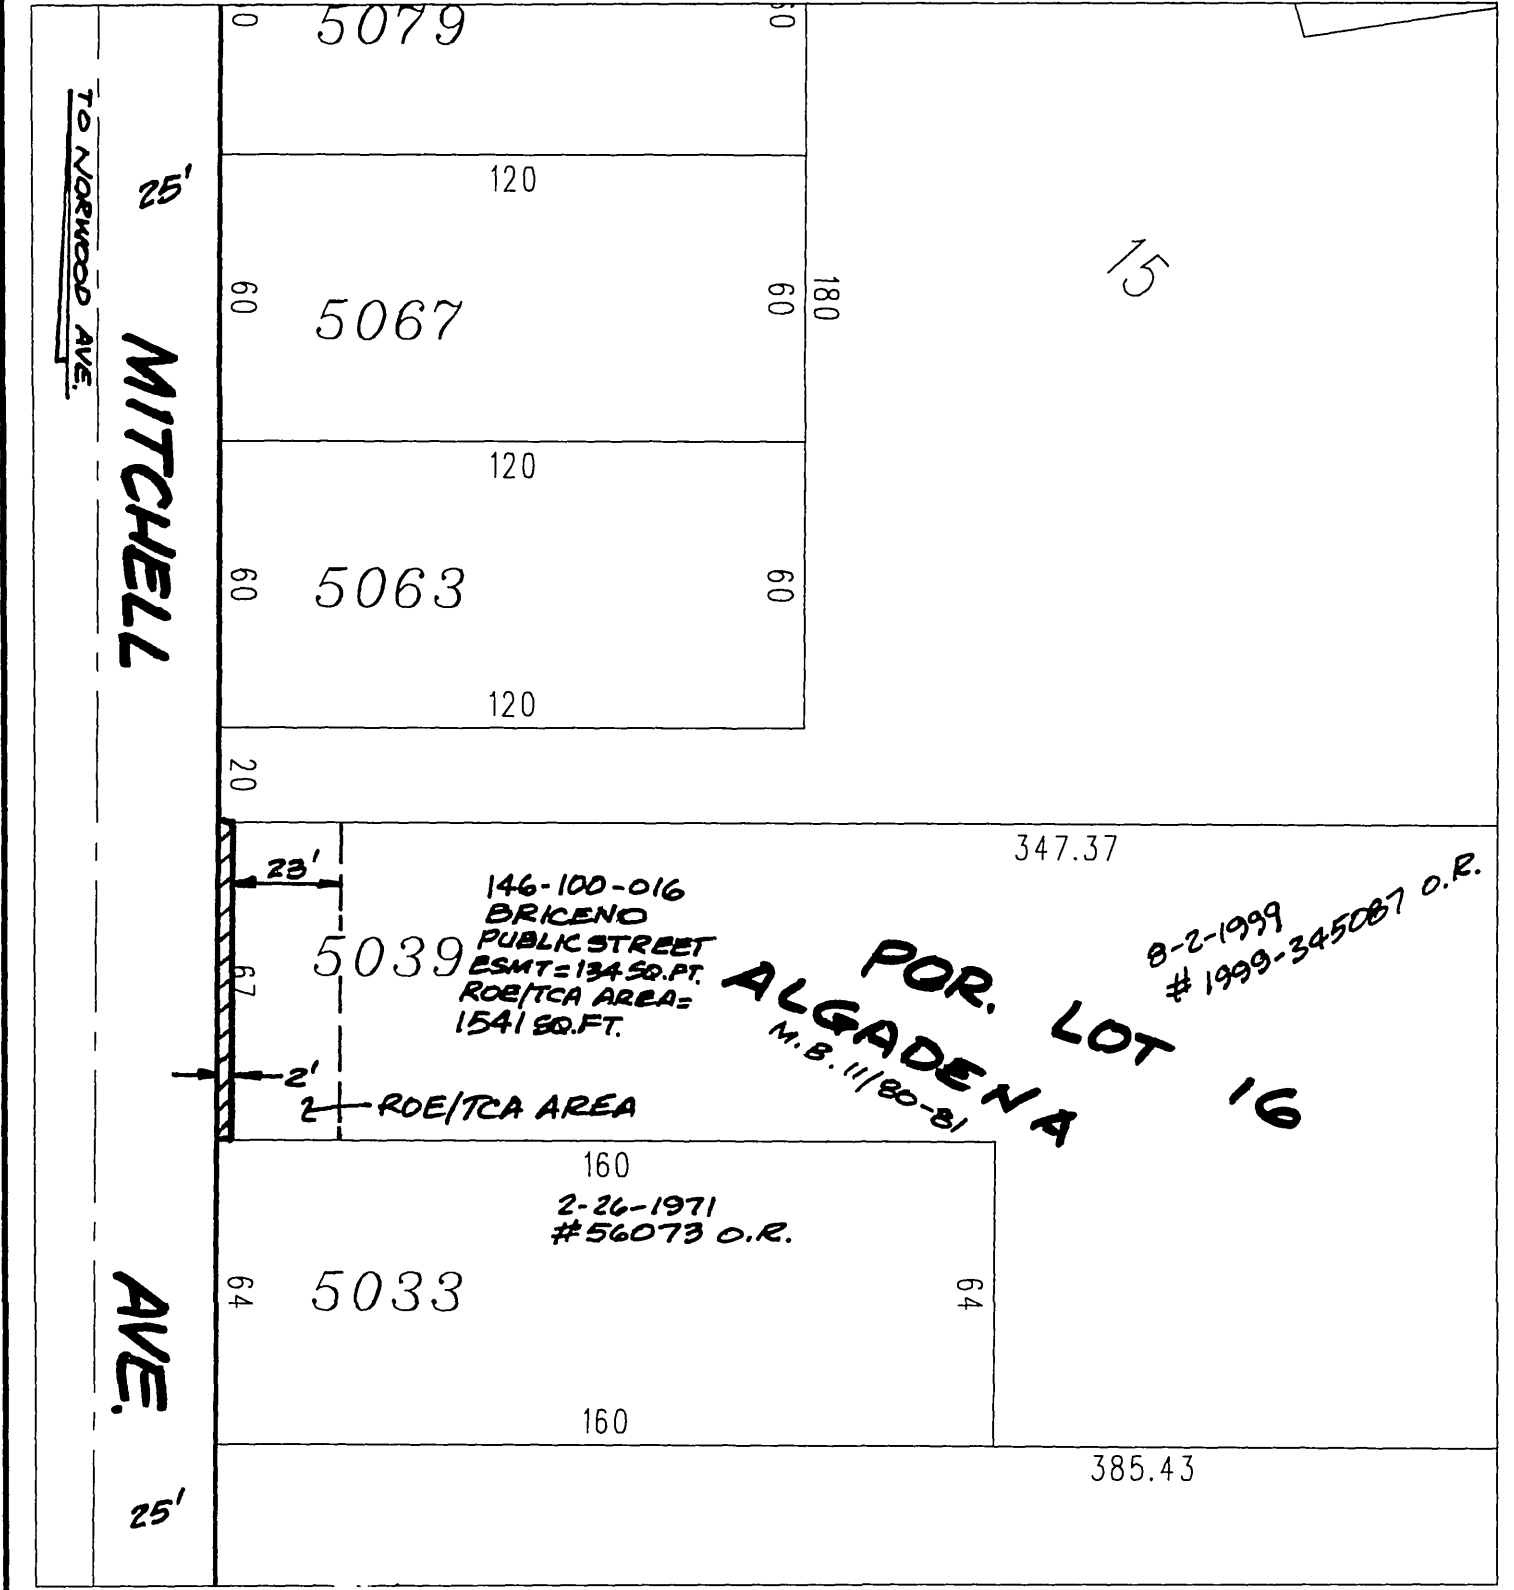 0
5079
60
TO NORWOOD AVE.
25'
120
15
60
5067
60
180
MITCHELL
120
60
5063
60
120
20
347.37
23'
146-100-016
BRICENO
PUBLIC STREET
ESMT=134 SQ.FT.
ROE/TCA AREA=
1541 SQ.FT.
5039
67
8-2-1999
# 1999-345087 O.R.
POR. LOT 16
ALGADENA
M.B. 11/80-81
2'
ROE/TCA AREA
160
2-26-1971
#56073 O.R.
64
5033
64
AVE.
160
385.43
25'